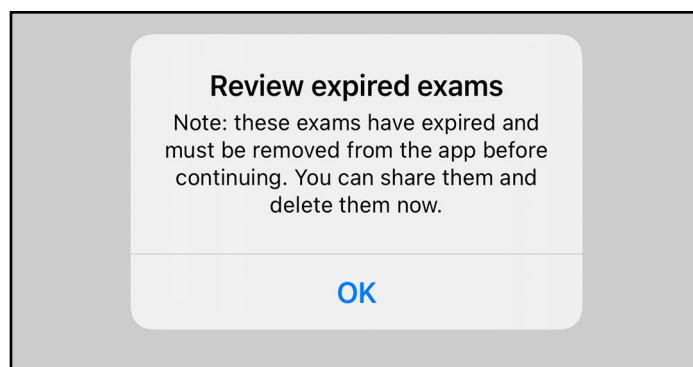 Review expired exams
Note: these exams have expired and
must be removed from the app before
continuing. You can share them and
delete them now.
OK